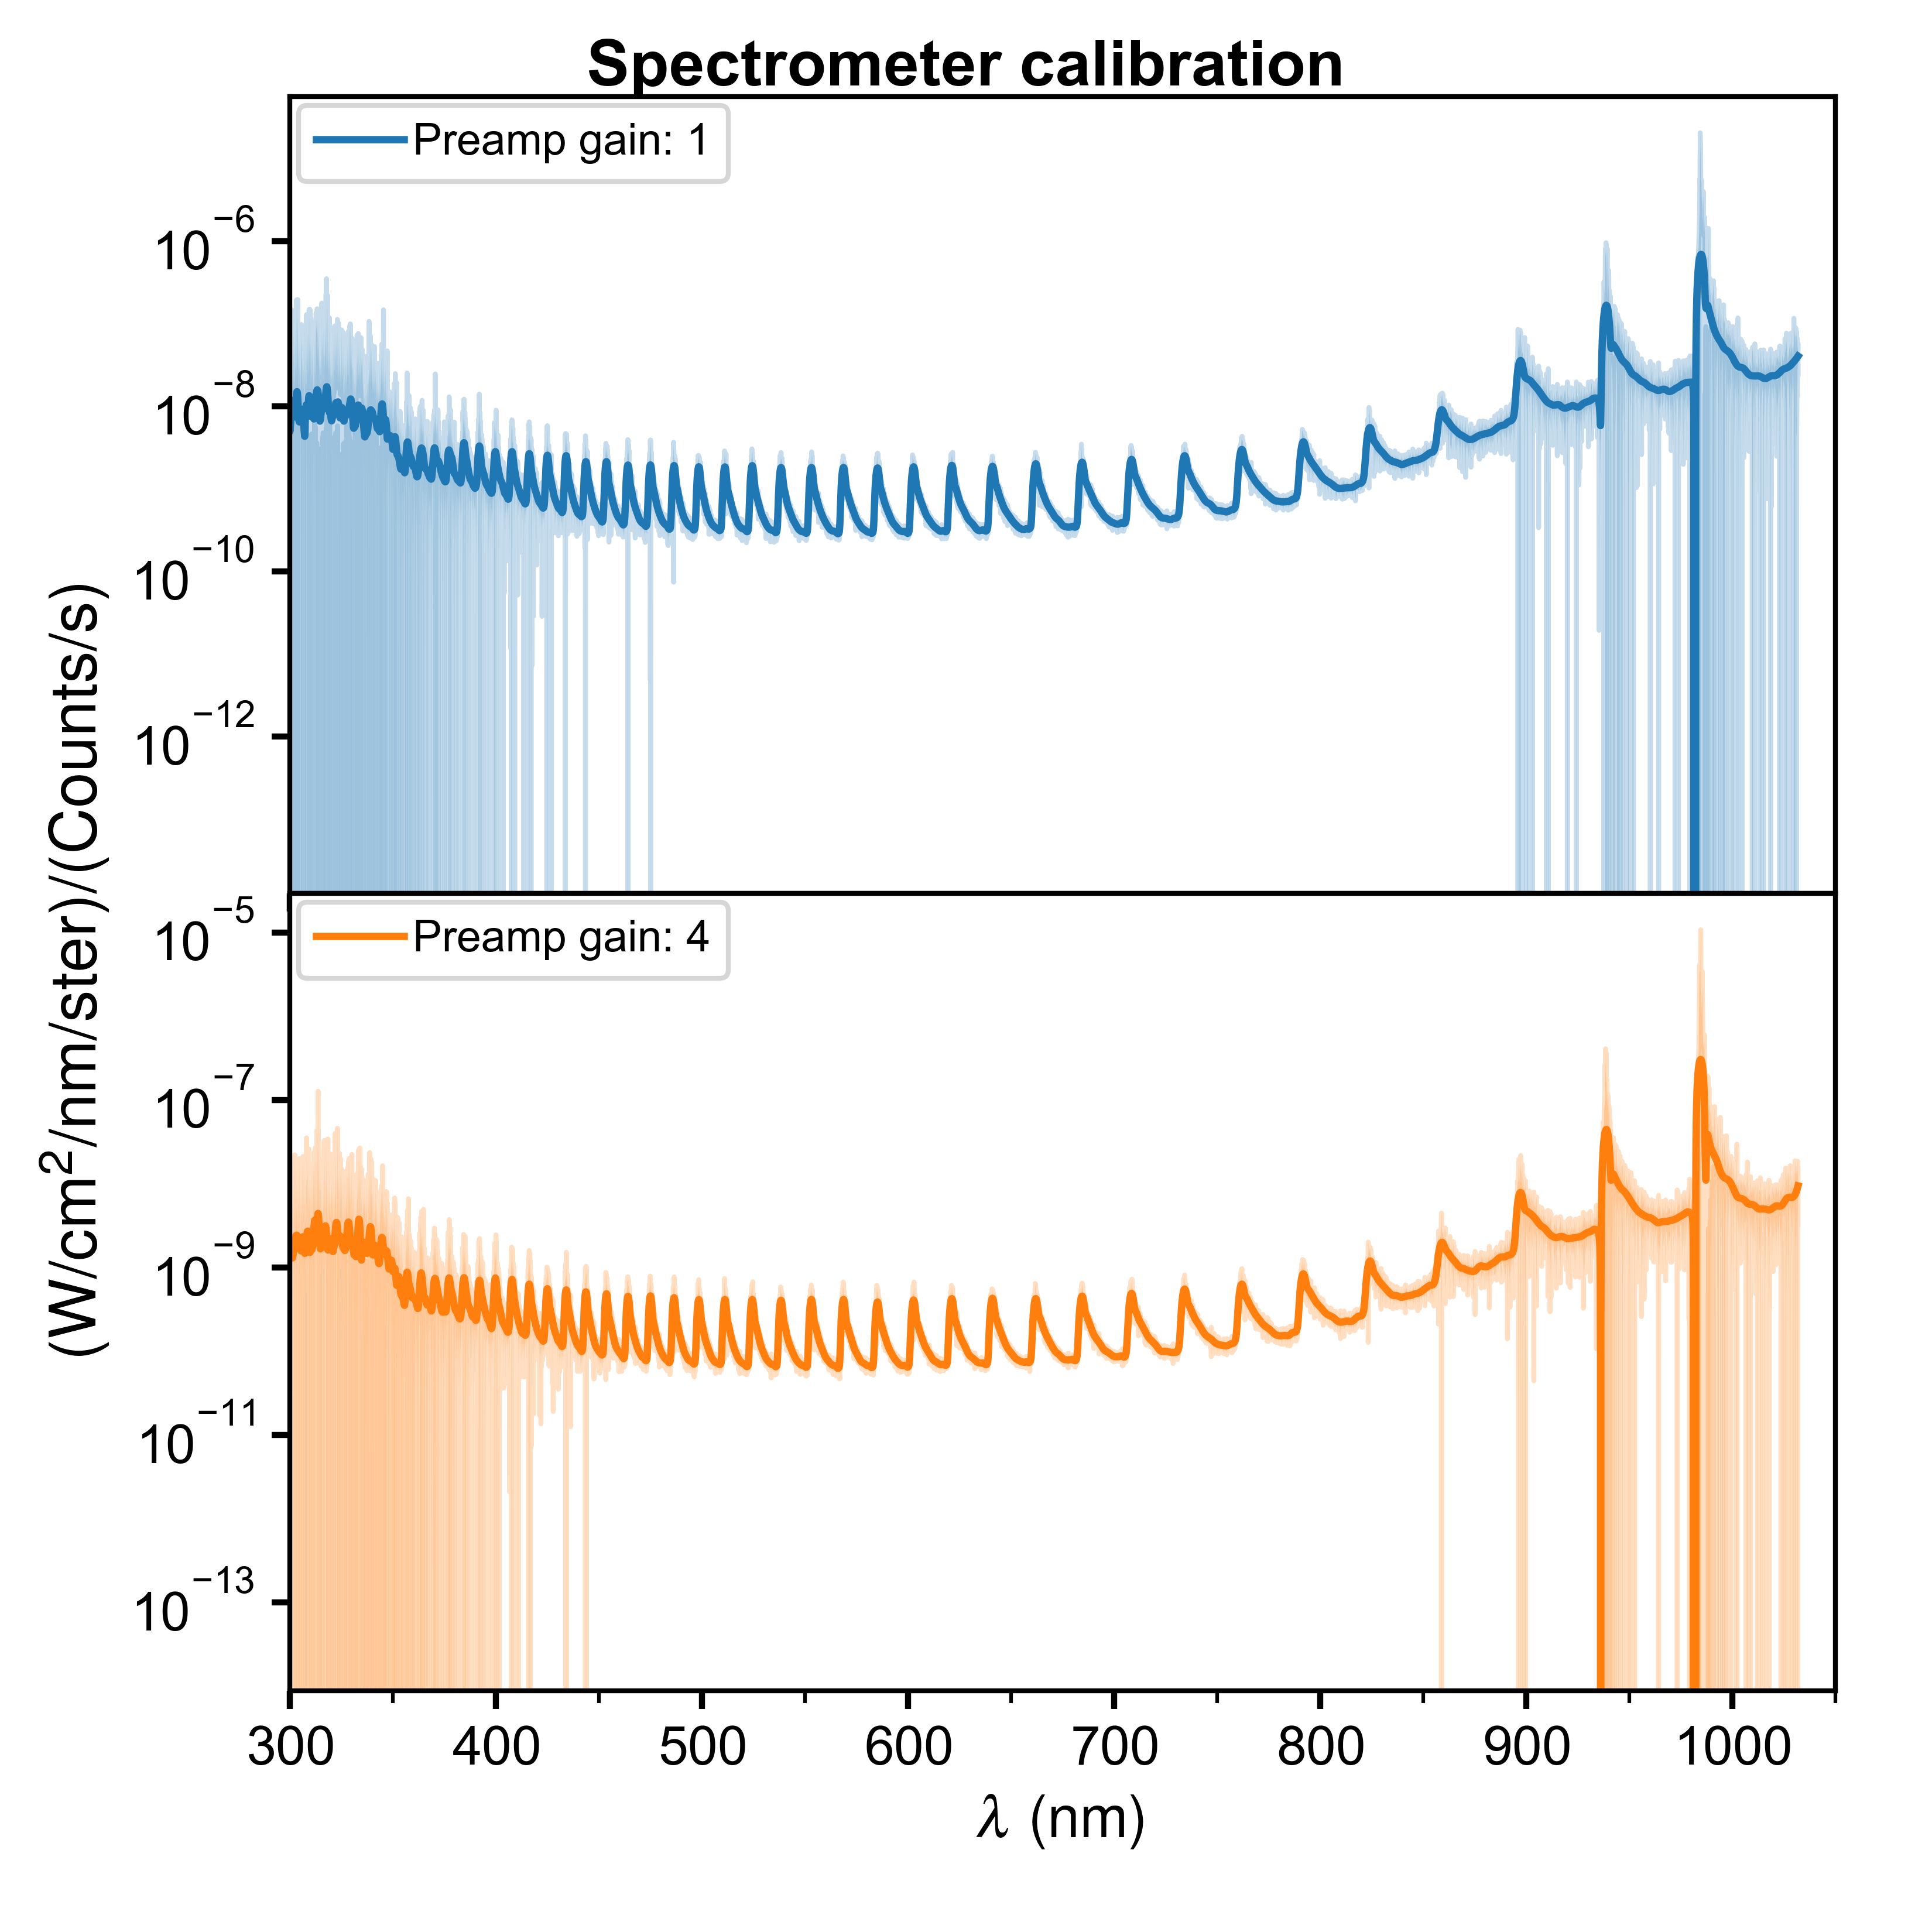 Spectrometer calibration
Preamp gain: 1
10⁻⁶
10⁻⁸
10⁻¹⁰
10⁻¹²
(W/cm²/nm/ster)/(Counts/s)
Preamp gain: 4
10⁻⁵
10⁻⁷
10⁻⁹
10⁻¹¹
10⁻¹³
300 400 500 600 700 800 900 1000
λ (nm)